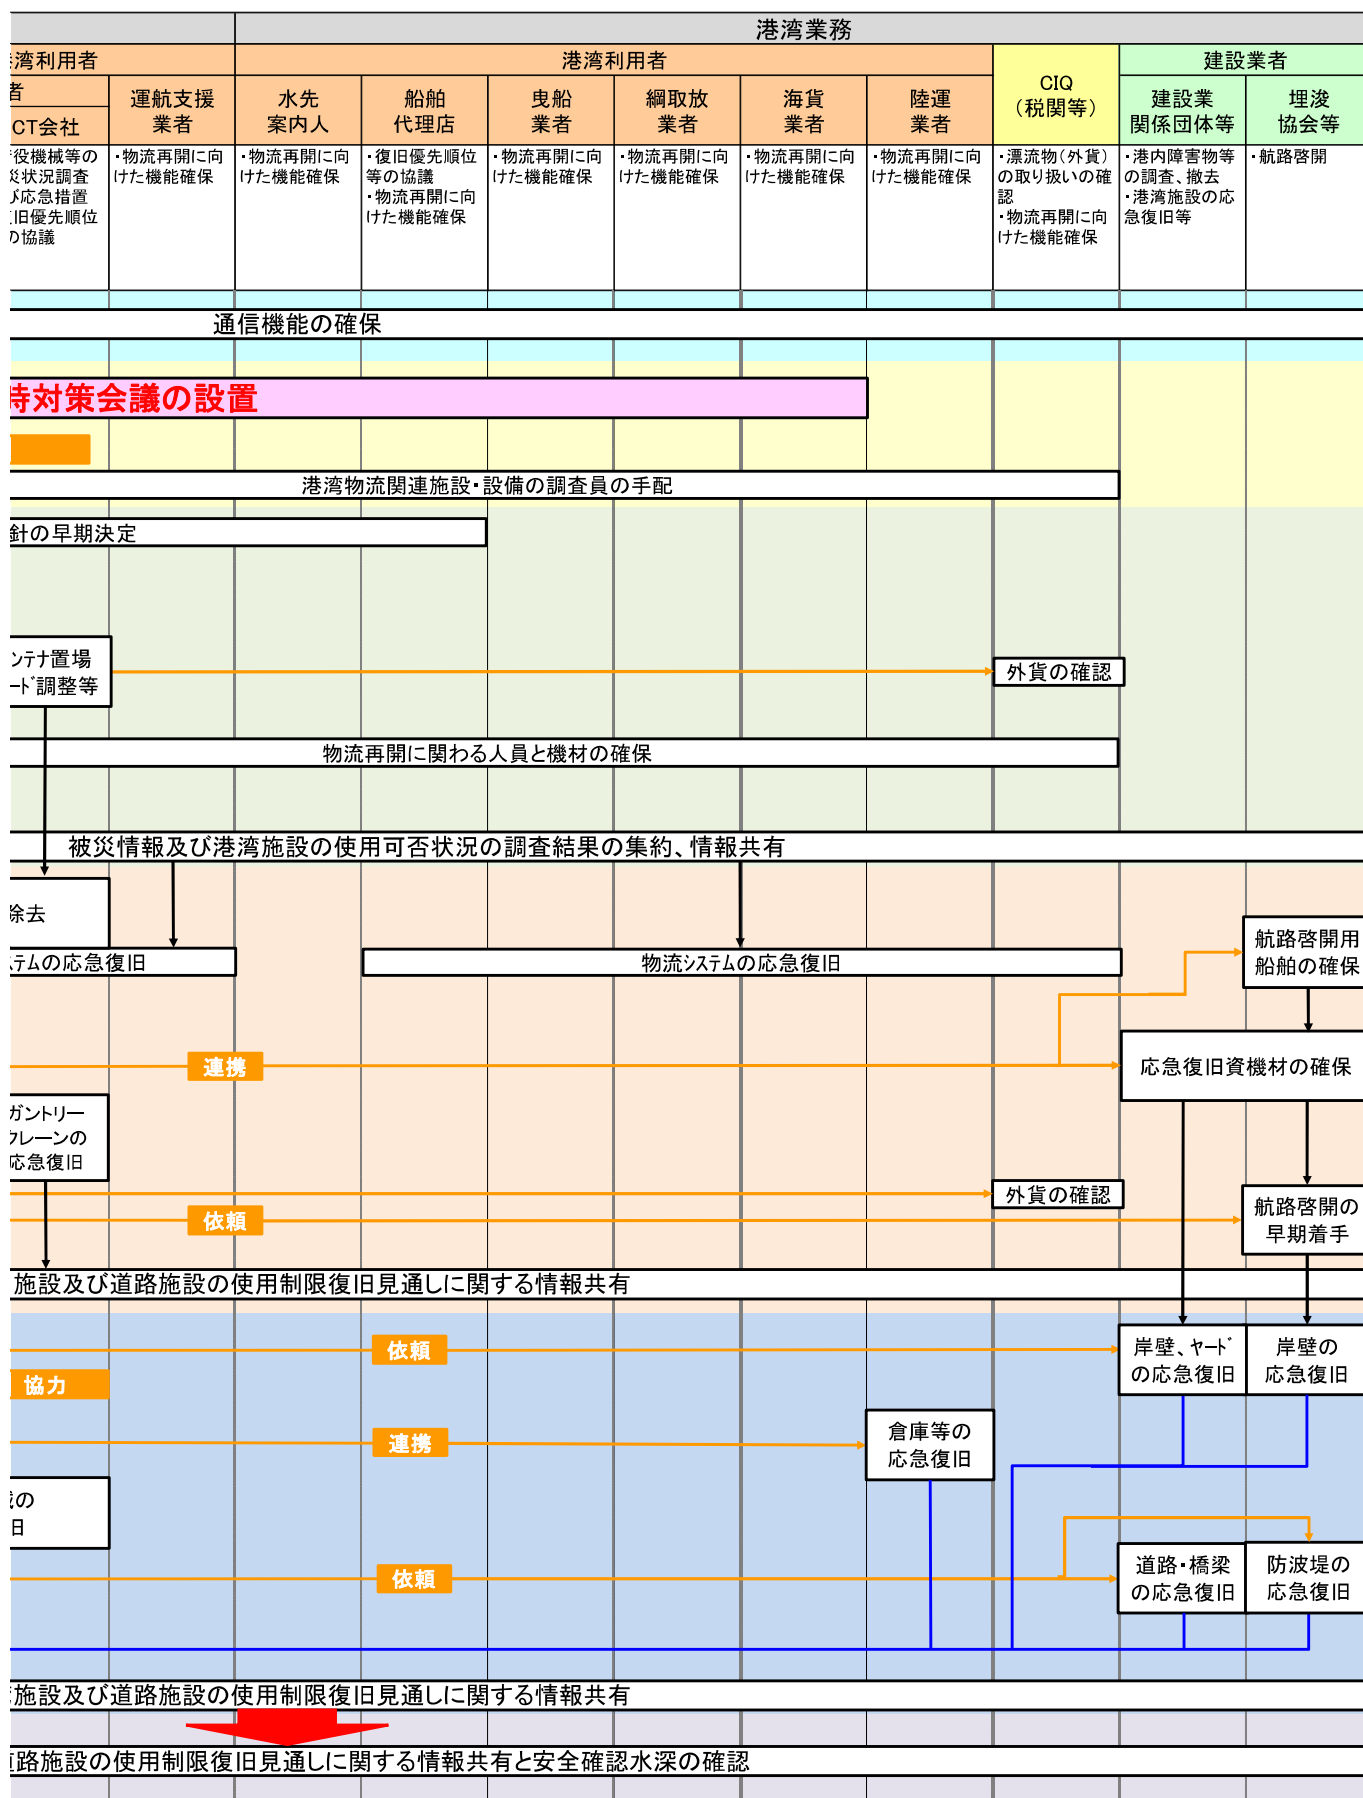 港湾業務
湾利用者
港湾利用者
CIQ
(税関等)
建設業者
者
CT会社
運航支援
業者
水先
案内人
船舶
代理店
曳船
業者
綱取放
業者
海貨
業者
陸運
業者
建設業
関係団体等
埋浚
協会等
役機械等の
災状況調査
び応急措置
旧優先順位
の協議
・物流再開に向
けた機能確保
・物流再開に向
けた機能確保
・復旧優先順位
等の協議
・物流再開に向
けた機能確保
・物流再開に向
けた機能確保
・物流再開に向
けた機能確保
・物流再開に向
けた機能確保
・物流再開に向
けた機能確保
・漂流物(外貨)
の取り扱いの確
認
・物流再開に向
けた機能確保
・港内障害物等
の調査、撤去
・港湾施設の応
急復旧等
・航路啓開
通信機能の確保
時対策会議の設置
港湾物流関連施設・設備の調査員の手配
針の早期決定
ンテナ置場
ード調整等
外貨の確認
物流再開に関わる人員と機材の確保
被災情報及び港湾施設の使用可否状況の調査結果の集約、情報共有
除去
ステムの応急復旧
物流システムの応急復旧
航路啓開用
船舶の確保
連携
応急復旧資機材の確保
ガントリー
クレーンの
応急復旧
外貨の確認
依頼
航路啓開の
早期着手
施設及び道路施設の使用制限復旧見通しに関する情報共有
依頼
岸壁、ヤード
の応急復旧
岸壁の
応急復旧
協力
連携
倉庫等の
応急復旧
の
旧
依頼
道路・橋梁
の応急復旧
防波堤の
応急復旧
施設及び道路施設の使用制限復旧見通しに関する情報共有
道路施設の使用制限復旧見通しに関する情報共有と安全確認水深の確認